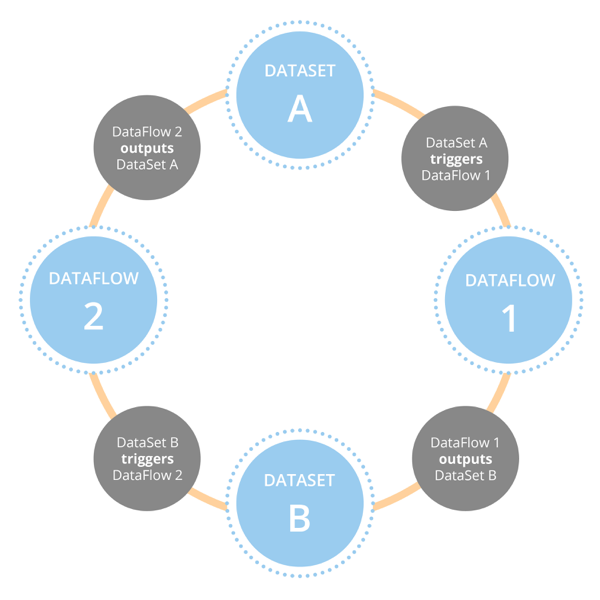 DATASET
A
DataFlow 2
outputs
DataSet A
DataSet A
triggers
DataFlow 1
DATAFLOW
2
DATAFLOW
1
DataSet B
triggers
DataFlow 2
DataFlow 1
outputs
DataSet B
DATASET
B